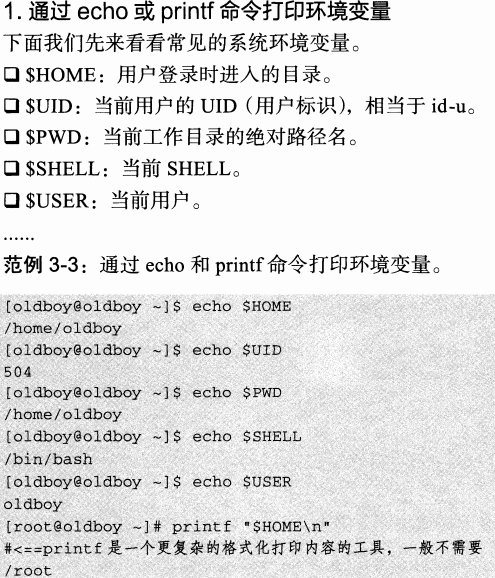 1. 通过 echo 或 printf 命令打印环境变量
下面我们先来看看常见的系统环境变量。
❑ $HOME：用户登录时进入的目录。
❑ $UID：当前用户的 UID（用户标识），相当于 id-u。
❑ $PWD：当前工作目录的绝对路径名。
❑ $SHELL：当前 SHELL。
❑ $USER：当前用户。
......
范例 3-3：通过 echo 和 printf 命令打印环境变量。
[oldboy@oldboy ~]$ echo $HOME
/home/oldboy
[oldboy@oldboy ~]$ echo $UID
504
[oldboy@oldboy ~]$ echo $PWD
/home/oldboy
[oldboy@oldboy ~]$ echo $SHELL
/bin/bash
[oldboy@oldboy ~]$ echo $USER
oldboy
[root@oldboy ~]# printf "$HOME\n"
#<==printf 是一个更复杂的格式化打印内容的工具，一般不需要
/root